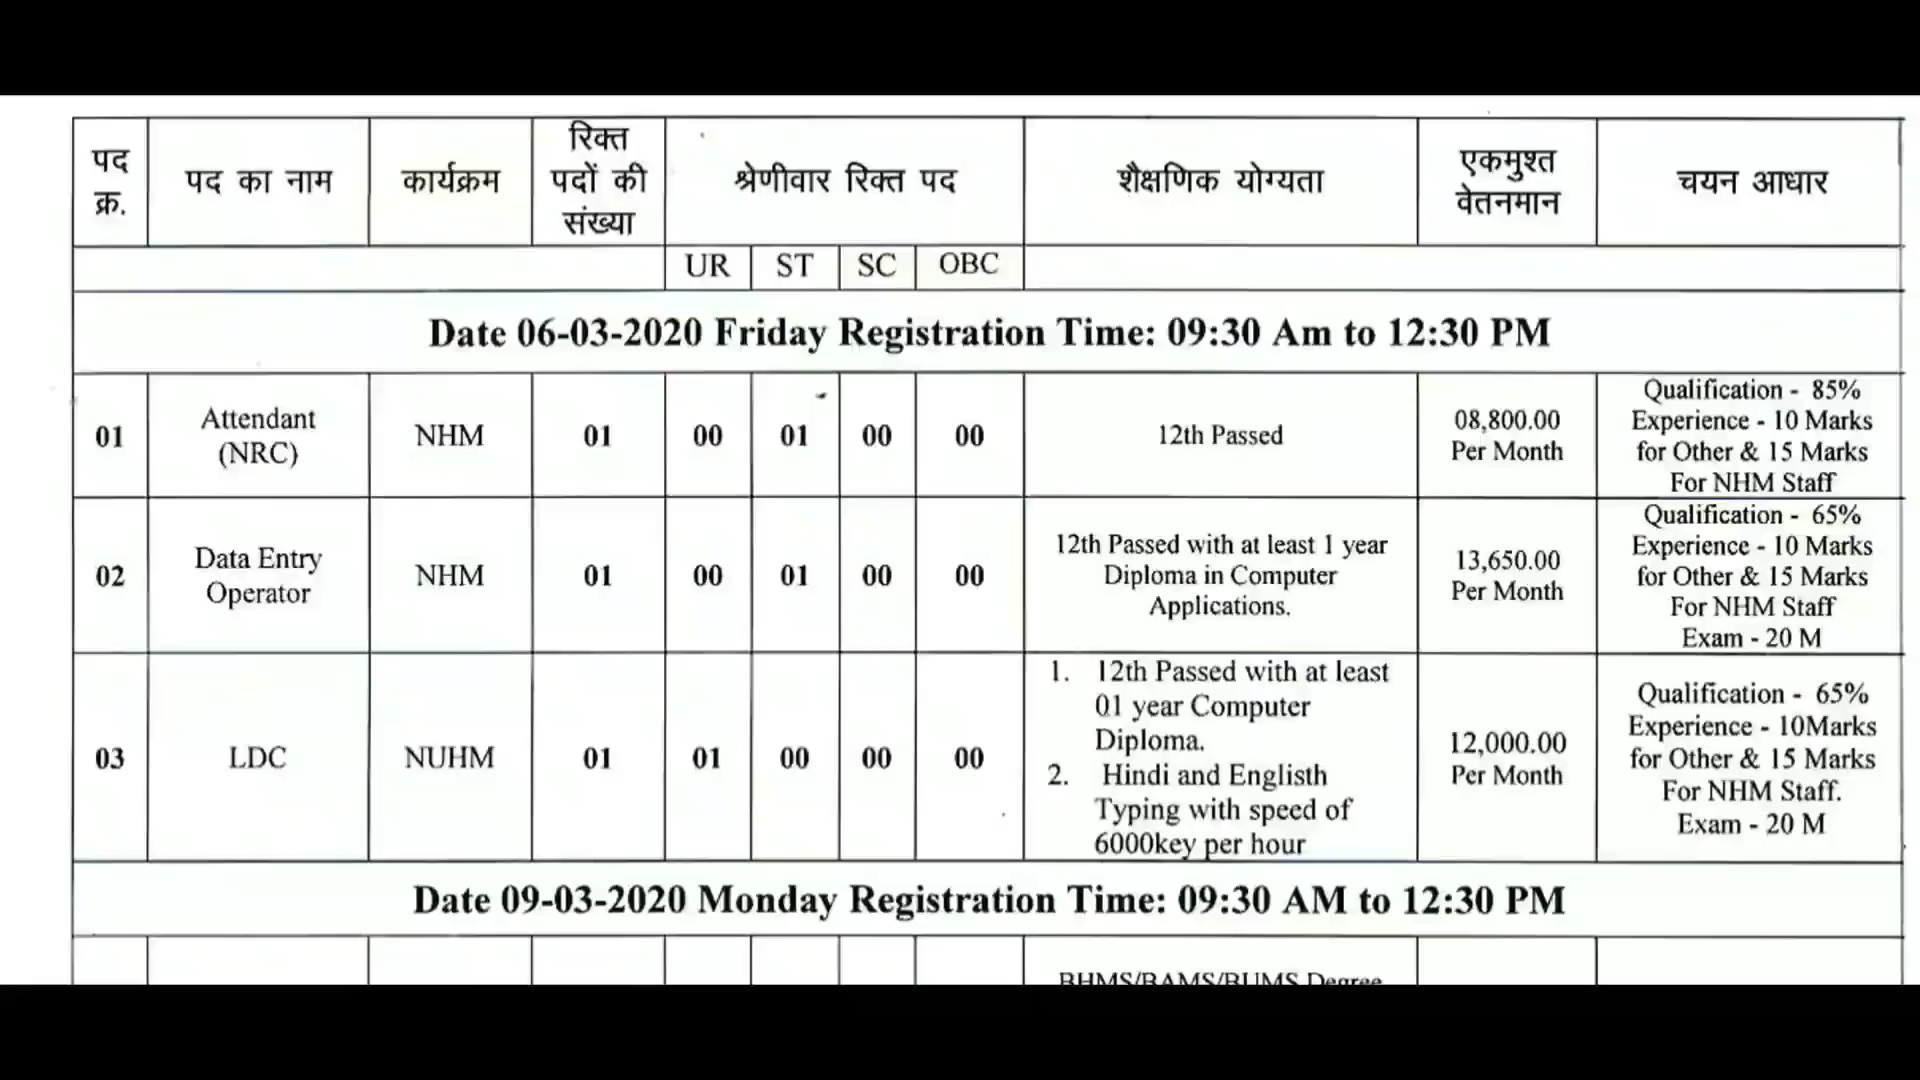 पद क्र.
पद का नाम
कार्यक्रम
रिक्त
पदों की
संख्या
श्रेणीवार रिक्त पद
शैक्षणिक योग्यता
एकमुश्त
वेतनमान
चयन आधार
UR ST SC OBC
Date 06-03-2020 Friday Registration Time: 09:30 Am to 12:30 PM
01
Attendant
(NRC)
NHM
01
00
01
00
00
12th Passed
08,800.00
Per Month
Qualification - 85%
Experience - 10 Marks
for Other & 15 Marks
For NHM Staff
02
Data Entry
Operator
NHM
01
00
01
00
00
12th Passed with at least 1 year
Diploma in Computer
Applications.
13,650.00
Per Month
Qualification - 65%
Experience - 10 Marks
for Other & 15 Marks
For NHM Staff
Exam - 20 M
03
LDC
NUHM
01
01
00
00
00
1. 12th Passed with at least
01 year Computer
Diploma.
2. Hindi and Englisth
Typing with speed of
6000key per hour
12,000.00
Per Month
Qualification - 65%
Experience - 10Marks
for Other & 15 Marks
For NHM Staff.
Exam - 20 M
Date 09-03-2020 Monday Registration Time: 09:30 AM to 12:30 PM
BHMS/BAMS/BUMS Degree